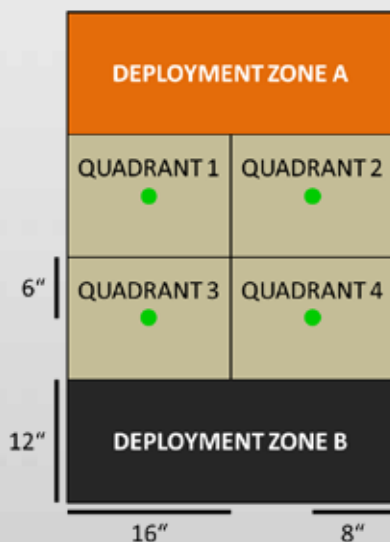 DEPLOYMENT ZONE A
QUADRANT 1
QUADRANT 2
6“
QUADRANT 3
QUADRANT 4
12“
DEPLOYMENT ZONE B
16“
8“